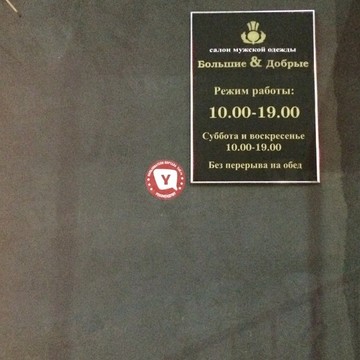 салон мужской одежды
Большие & Добрые
Режим работы:
10.00-19.00
Суббота и воскресенье
10.00-19.00
Без перерыва на обед
Y